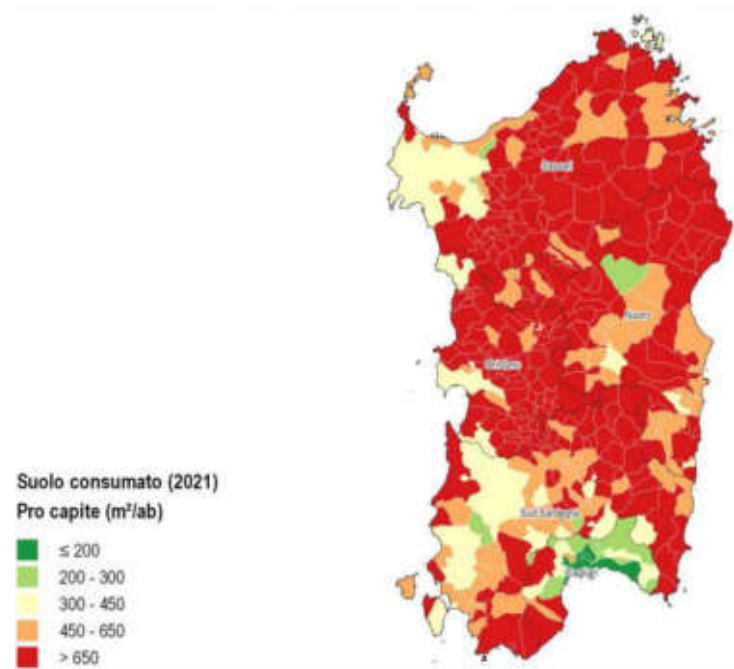 Sassari
Nuoro
Oristano
Sud Sardegna
Cagliari
Suolo consumato (2021)
Pro capite (m²/ab)
≤ 200
200 - 300
300 - 450
450 - 650
> 650